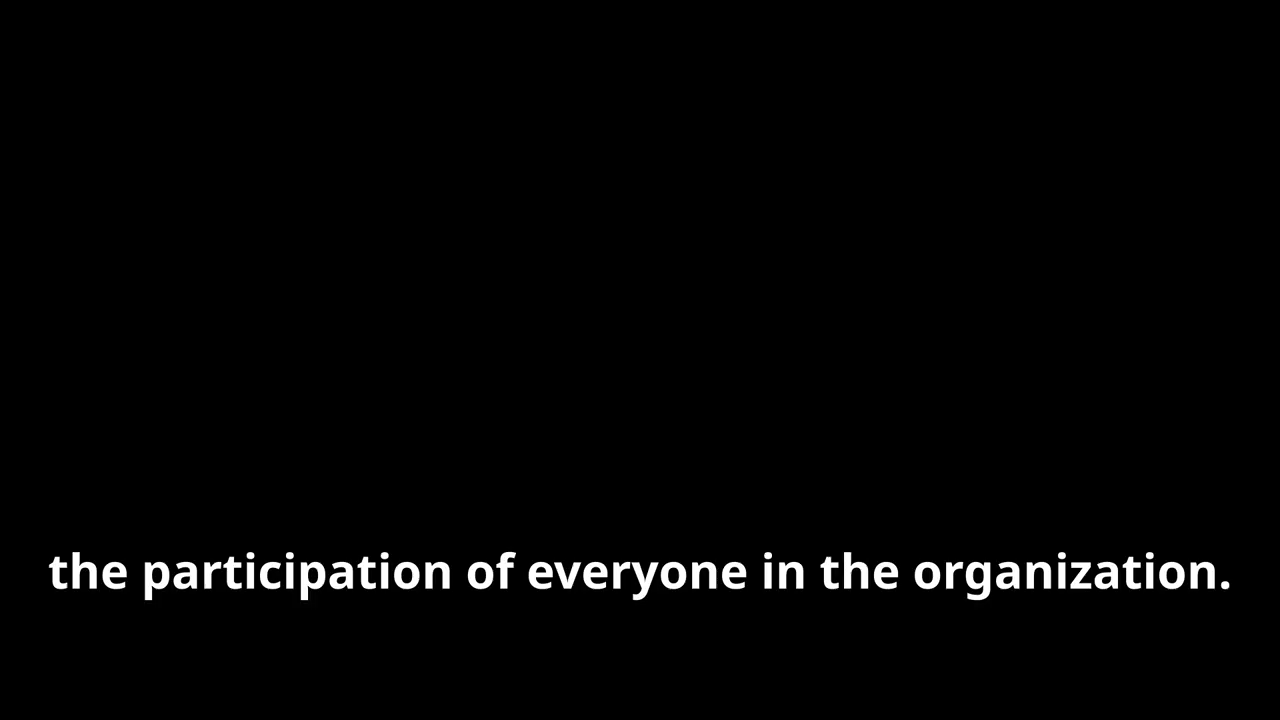 the participation of everyone in the organization.